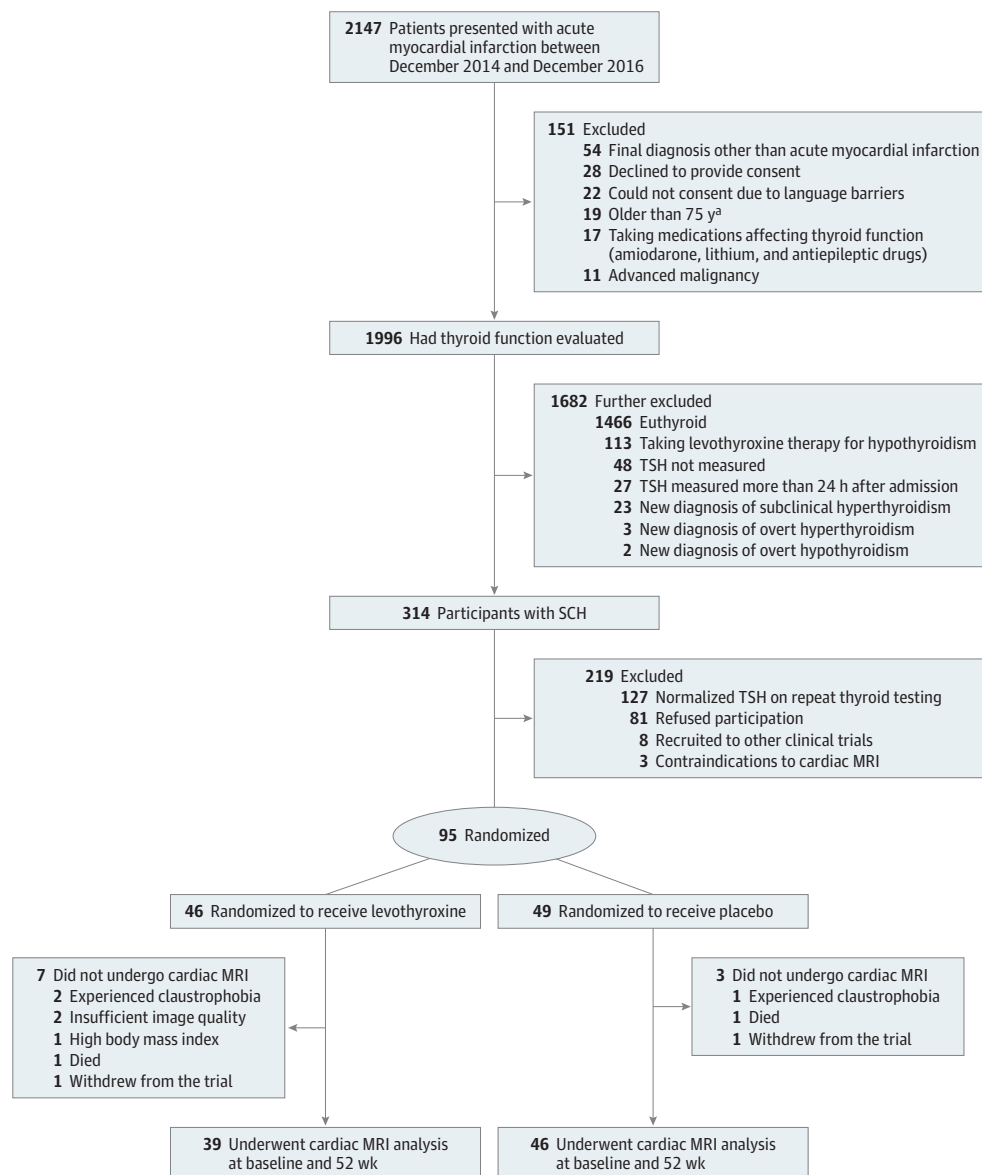 2147 Patients presented with acute
myocardial infarction between
December 2014 and December 2016
151 Excluded
54 Final diagnosis other than acute myocardial infarction
28 Declined to provide consent
22 Could not consent due to language barriers
19 Older than 75 yᵃ
17 Taking medications affecting thyroid function
(amiodarone, lithium, and antiepileptic drugs)
11 Advanced malignancy
1996 Had thyroid function evaluated
1682 Further excluded
1466 Euthyroid
113 Taking levothyroxine therapy for hypothyroidism
48 TSH not measured
27 TSH measured more than 24 h after admission
23 New diagnosis of subclinical hyperthyroidism
3 New diagnosis of overt hyperthyroidism
2 New diagnosis of overt hypothyroidism
314 Participants with SCH
219 Excluded
127 Normalized TSH on repeat thyroid testing
81 Refused participation
8 Recruited to other clinical trials
3 Contraindications to cardiac MRI
95 Randomized
46 Randomized to receive levothyroxine
49 Randomized to receive placebo
7 Did not undergo cardiac MRI
2 Experienced claustrophobia
2 Insufficient image quality
1 High body mass index
1 Died
1 Withdrew from the trial
3 Did not undergo cardiac MRI
1 Experienced claustrophobia
1 Died
1 Withdrew from the trial
39 Underwent cardiac MRI analysis
at baseline and 52 wk
46 Underwent cardiac MRI analysis
at baseline and 52 wk